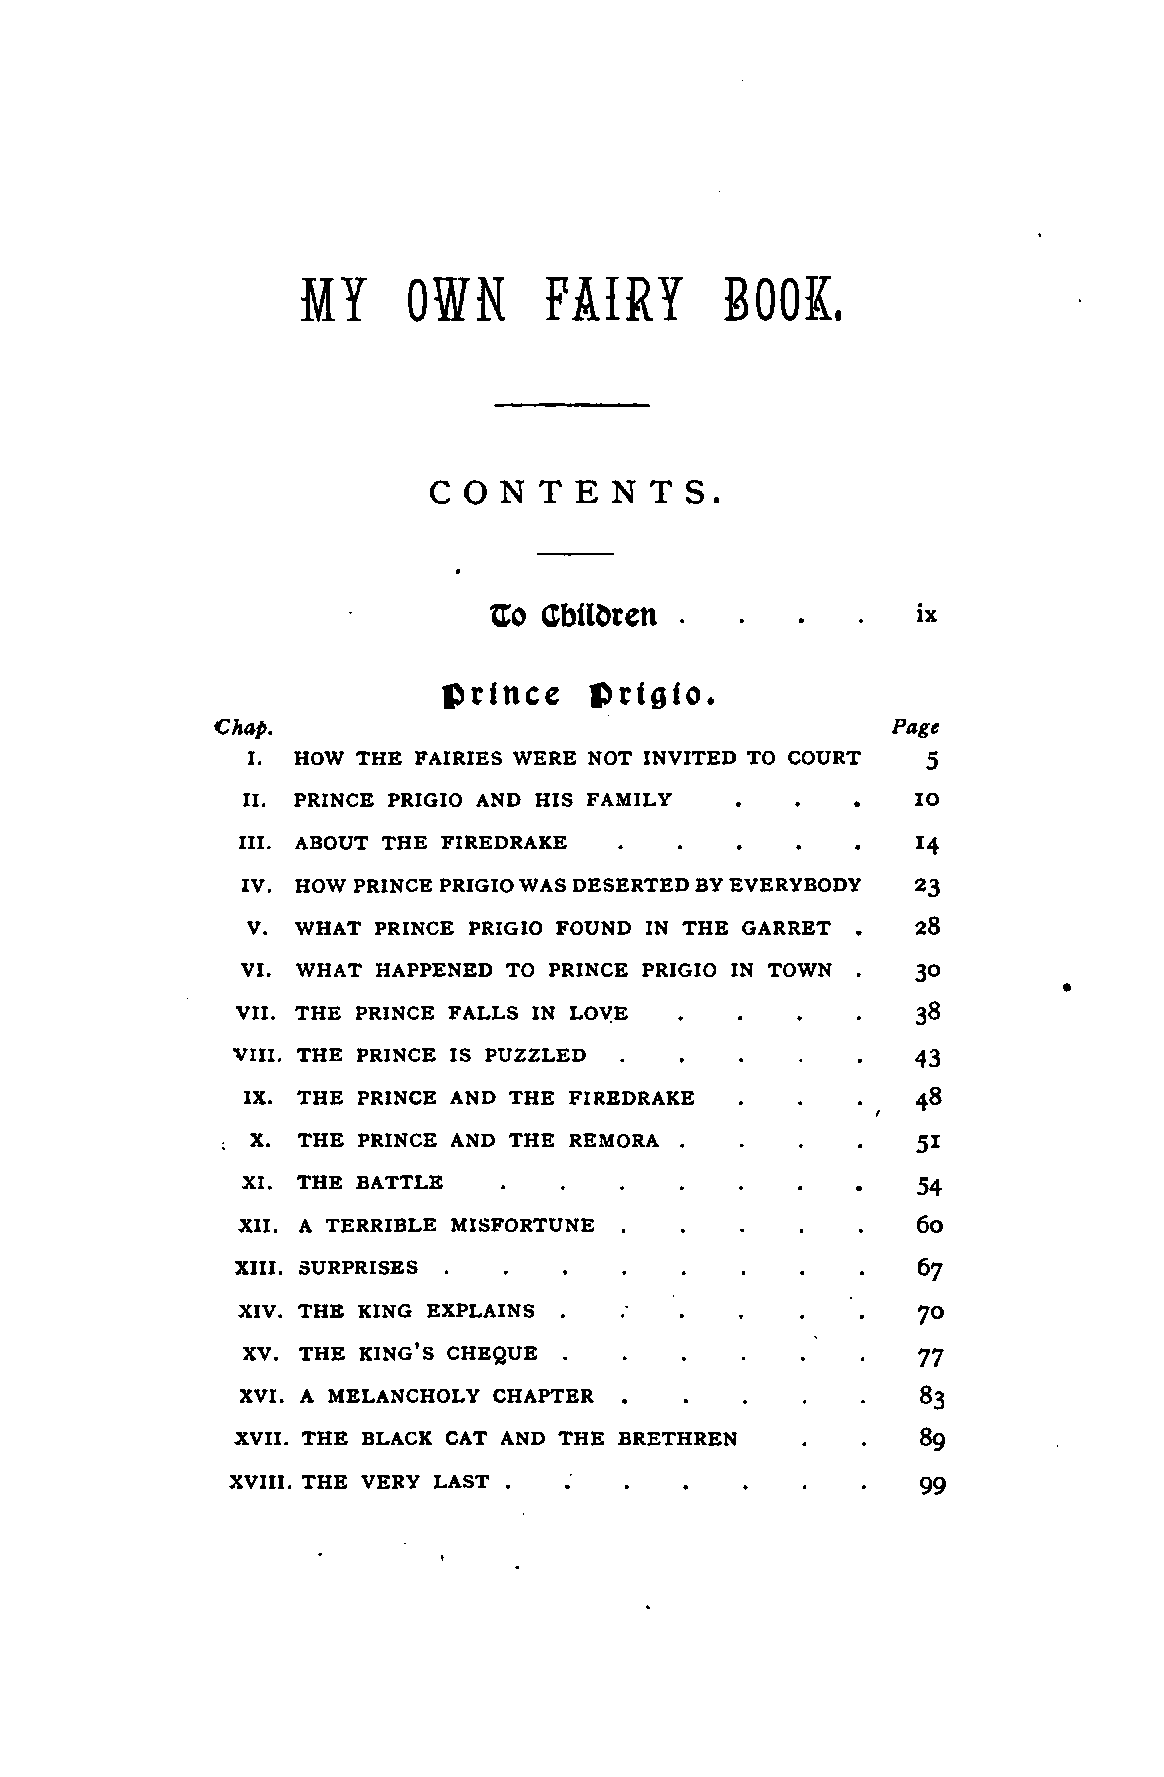 MY OWN FAIRY BOOK.
CONTENTS.
To Children . . . . ix
Prince Prigio.
Chap. Page
I. HOW THE FAIRIES WERE NOT INVITED TO COURT 5
II. PRINCE PRIGIO AND HIS FAMILY . . . 10
III. ABOUT THE FIREDRAKE . . . . . 14
IV. HOW PRINCE PRIGIO WAS DESERTED BY EVERYBODY 23
V. WHAT PRINCE PRIGIO FOUND IN THE GARRET . 28
VI. WHAT HAPPENED TO PRINCE PRIGIO IN TOWN . 30
VII. THE PRINCE FALLS IN LOVE . . . . 38
VIII. THE PRINCE IS PUZZLED . . . . . 43
IX. THE PRINCE AND THE FIREDRAKE . . . 48
X. THE PRINCE AND THE REMORA . . . . 51
XI. THE BATTLE . . . . . . . 54
XII. A TERRIBLE MISFORTUNE . . . . . 60
XIII. SURPRISES . . . . . . . . 67
XIV. THE KING EXPLAINS . . . . . . 70
XV. THE KING'S CHEQUE . . . . . . 77
XVI. A MELANCHOLY CHAPTER . . . . . 83
XVII. THE BLACK CAT AND THE BRETHREN . . 89
XVIII. THE VERY LAST . . . . . . . 99